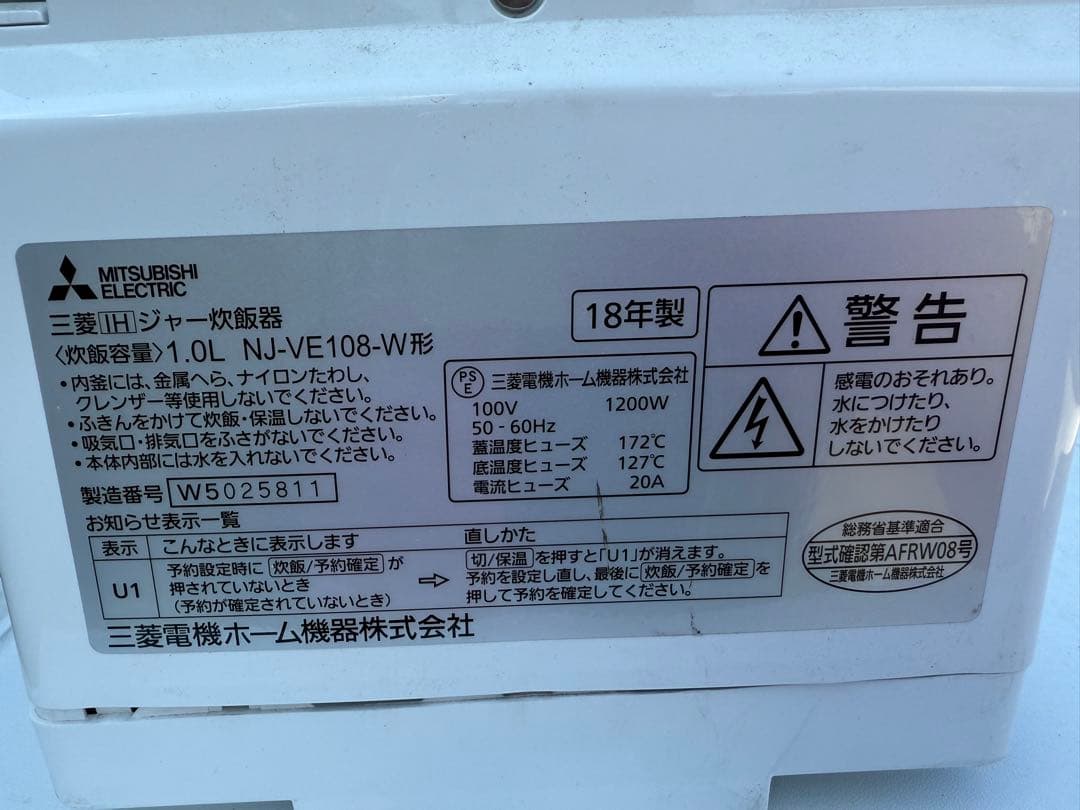 MITSUBISHI
ELECTRIC
三菱IHジャー炊飯器
〈炊飯容量〉1.0L NJ-VE108-W形
・内釜には、金属へら、ナイロンたわし、
クレンザー等使用しないでください。
・ふきんをかけて炊飯・保温しないでください。
・吸気口・排気口をふさがないでください。
・本体内部には水を入れないでください。
製造番号 W5025811
18年製
PSE 三菱電機ホーム機器株式会社
100V 1200W
50-60Hz
蓋温度ヒューズ 172℃
底温度ヒューズ 127℃
電流ヒューズ 20A
警告
感電のおそれあり。
水につけたり、
水をかけたり
しないでください。
お知らせ表示一覧
表示 こんなときに表示します 直しかた
U1
予約設定時に 炊飯/予約確定 が
押されていないとき
(予約が確定されていないとき)
⇨
切/保温 を押すと「U1」が消えます。
予約を設定し直し、最後に 炊飯/予約確定 を
押して予約を確定してください。
総務省基準適合
型式確認第AFRW08号
三菱電機ホーム機器株式会社
三菱電機ホーム機器株式会社